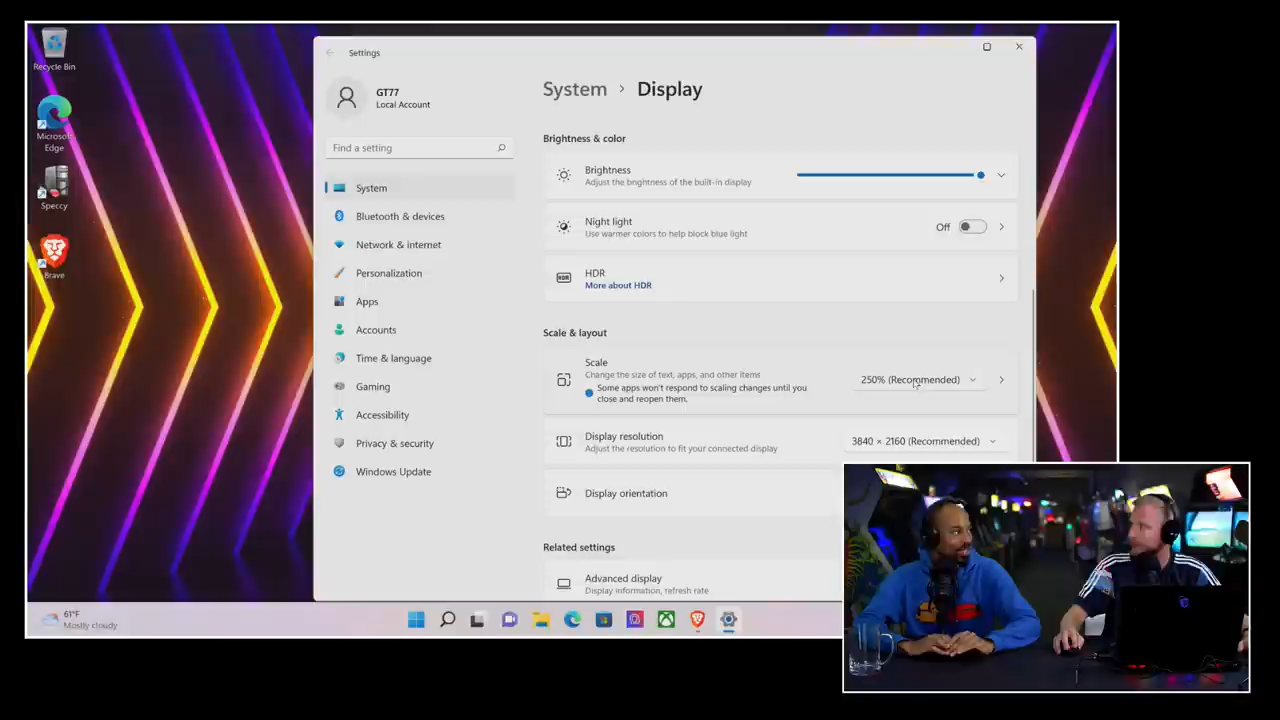 Recycle Bin
Microsoft
Edge
Speccy
Brave
Settings
GT77
Local Account
Find a setting
System
Bluetooth & devices
Network & internet
Personalization
Apps
Accounts
Time & language
Gaming
Accessibility
Privacy & security
Windows Update
System › Display
Brightness & color
Brightness
Adjust the brightness of the built-in display
Night light
Use warmer colors to help block blue light
Off
HDR
HDR
More about HDR
Scale & layout
Scale
Change the size of text, apps, and other items
Some apps won't respond to scaling changes until you
close and reopen them.
250% (Recommended)
Display resolution
Adjust the resolution to fit your connected display
3840 × 2160 (Recommended)
Display orientation
Related settings
Advanced display
Display information, refresh rate
61°F
Mostly cloudy